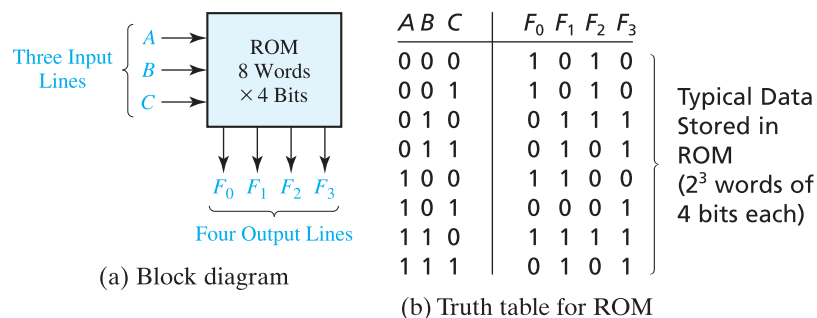 Three Input
Lines
A
B
C
ROM
8 Words
× 4 Bits
F₀ F₁ F₂ F₃
Four Output Lines
(a) Block diagram
A B C F₀ F₁ F₂ F₃
0 0 0 1 0 1 0
0 0 1 1 0 1 0
0 1 0 0 1 1 1
0 1 1 0 1 0 1
1 0 0 1 1 0 0
1 0 1 0 0 0 1
1 1 0 1 1 1 1
1 1 1 0 1 0 1
Typical Data
Stored in
ROM
(2³ words of
4 bits each)
(b) Truth table for ROM